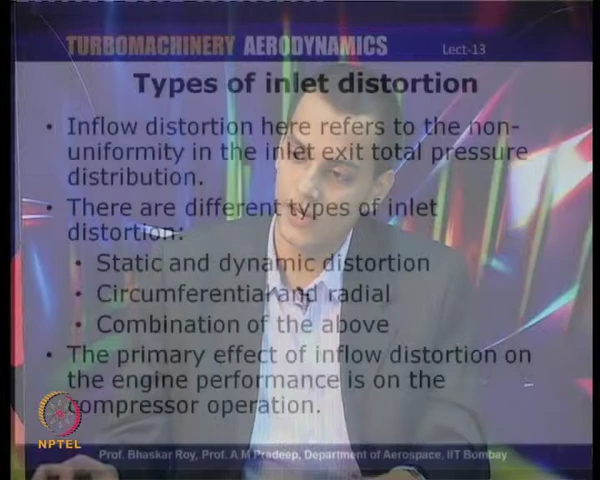 TURBOMACHINERY AERODYNAMICS Lect-13
Types of inlet distortion
• Inflow distortion here refers to the non-
uniformity in the inlet exit total pressure
distribution.
• There are different types of inlet
distortion:
• Static and dynamic distortion
• Circumferential and radial
• Combination of the above
• The primary effect of inflow distortion on
the engine performance is on the
compressor operation.
NPTEL
Prof. Bhaskar Roy, Prof. A M Pradeep, Department of Aerospace, IIT Bombay